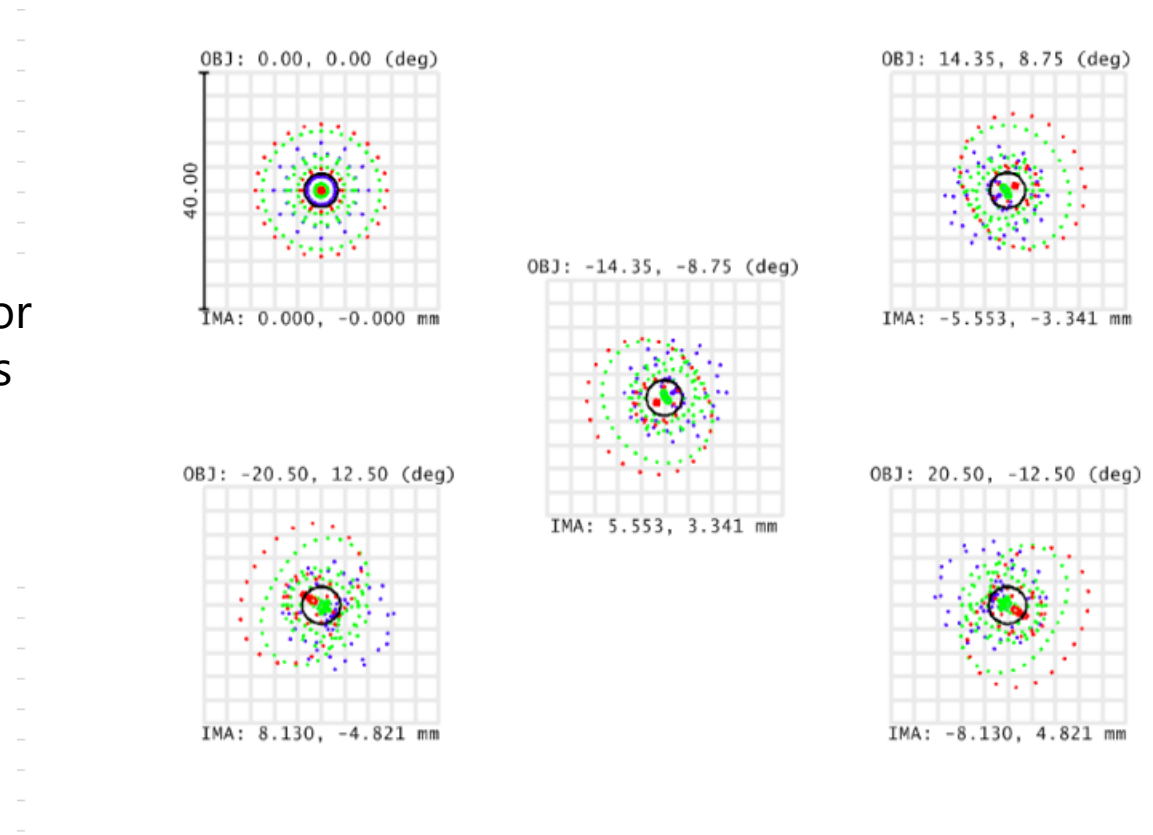 OBJ: 0.00, 0.00 (deg)
40.00
IMA: 0.000, -0.000 mm
OBJ: 14.35, 8.75 (deg)
IMA: -5.553, -3.341 mm
OBJ: -14.35, -8.75 (deg)
IMA: 5.553, 3.341 mm
or
s
OBJ: -20.50, 12.50 (deg)
IMA: 8.130, -4.821 mm
OBJ: 20.50, -12.50 (deg)
IMA: -8.130, 4.821 mm